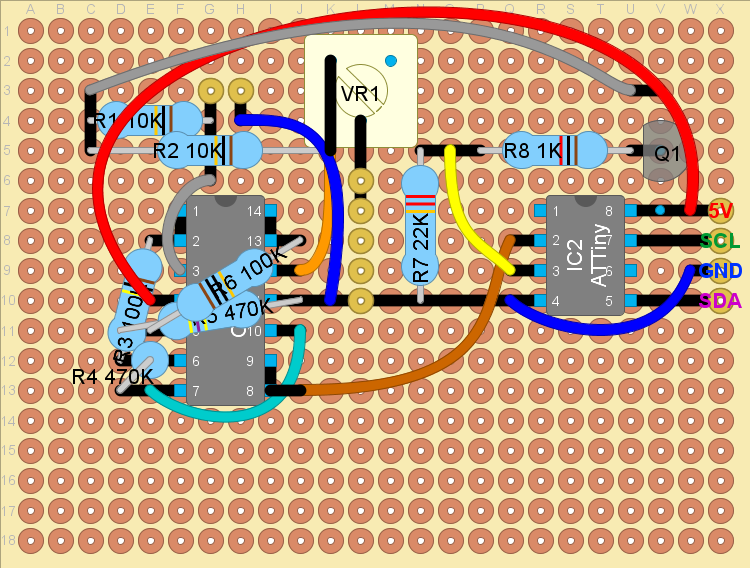 A B C D E F G H I J K L M N O P Q R S T U V W X
1
2
3
VR1
4
R1 10K
5
R2 10K
R8 1K
Q1
6
7
1 14
1 8
5V
8
2 13
2 7
SCL
R7 22K
IC2
ATTiny
9
3
3 6
GND
R6 100K
10
4 5
SDA
R5 470K
R3 100K
11
10
12
6 9
R4 470K
13
7 8
14
15
16
17
18